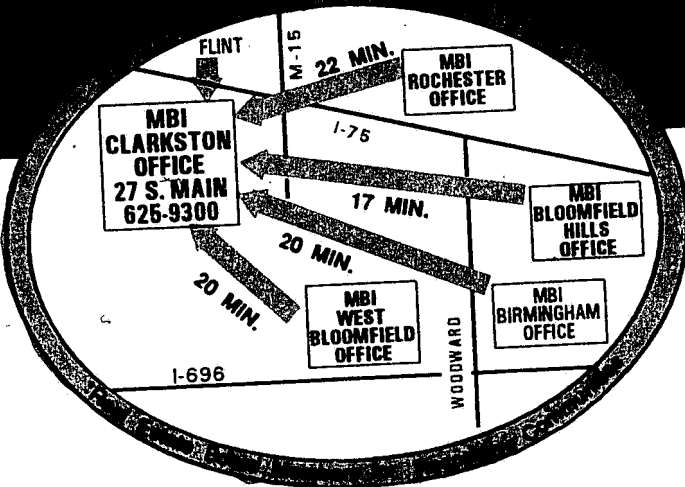 FLINT
M-15
22 MIN.
MBI
ROCHESTER
OFFICE
MBI
CLARKSTON
OFFICE
27 S. MAIN
625-9300
I-75
17 MIN.
MBI
BLOOMFIELD
HILLS
OFFICE
20 MIN.
20 MIN.
MBI
WEST
BLOOMFIELD
OFFICE
MBI
BIRMINGHAM
OFFICE
WOODWARD
I-696